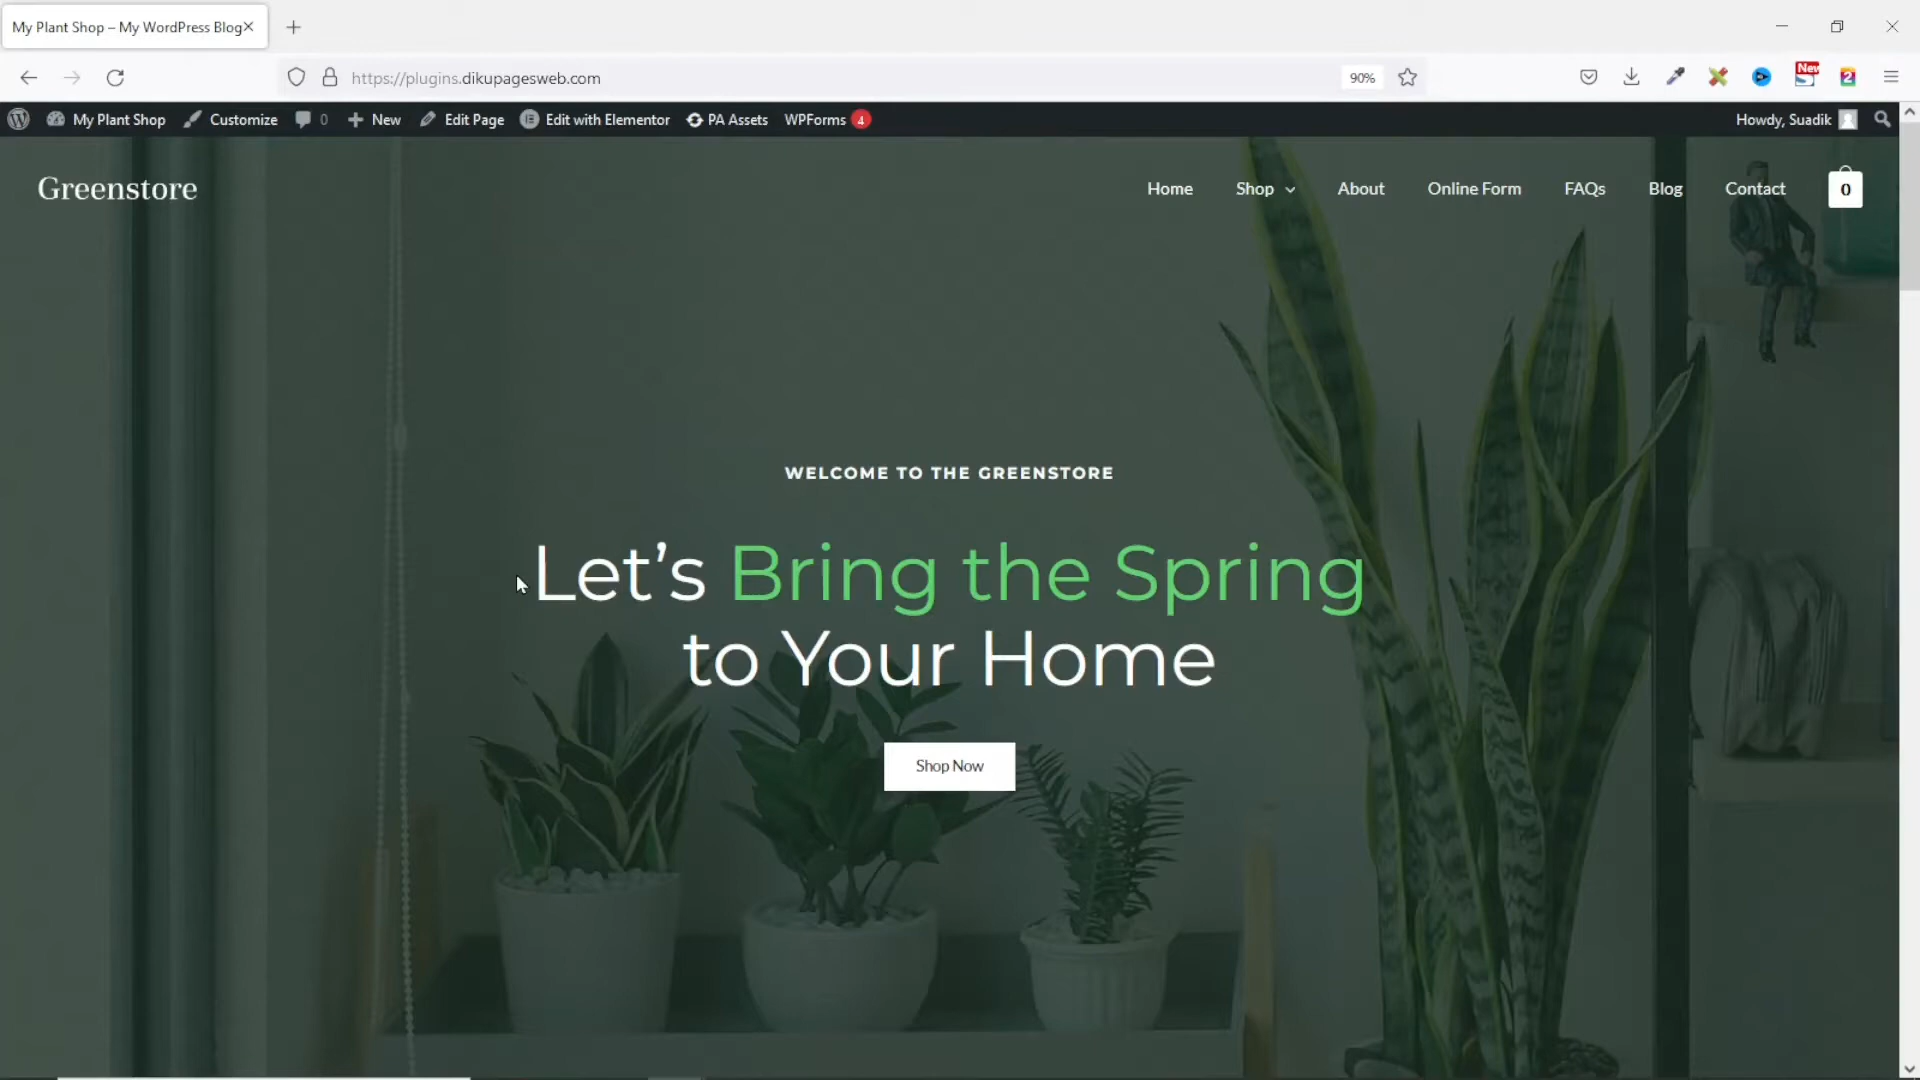 My Plant Shop – My WordPress Blog
https://plugins.dikupagesweb.com
90%
New
2
My Plant Shop
Customize
0
New
Edit Page
Edit with Elementor
PA Assets
WPForms 4
Howdy, Suadik
Greenstore
Home
Shop
About
Online Form
FAQs
Blog
Contact
0
WELCOME TO THE GREENSTORE
Let’s Bring the Spring
to Your Home
Shop Now